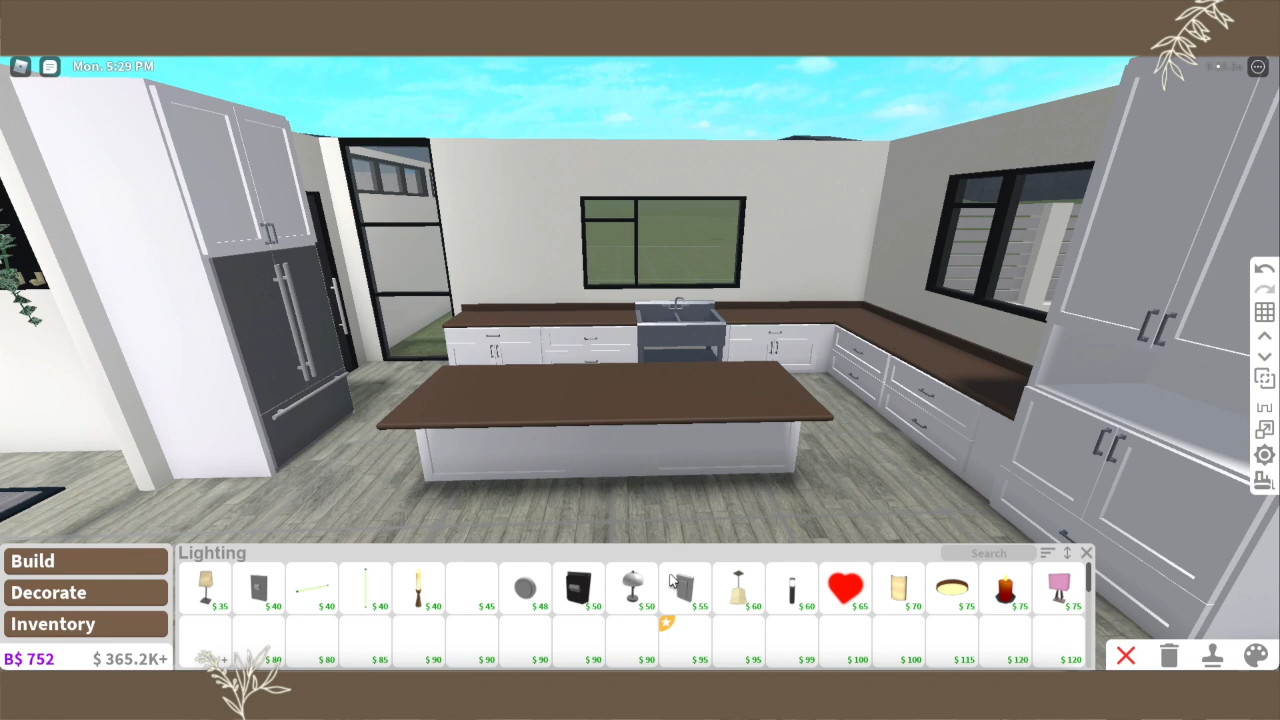 Mon. 5:29 PM
Build
Decorate
Inventory
B$ 752 $ 365.2K+
Lighting
Search
$ 35 $ 40 $ 40 $ 40 $ 40 $ 45 $ 48 $ 50 $ 50 $ 55 $ 60 $ 60 $ 65 $ 70 $ 75 $ 75 $ 75
$ 80 $ 80 $ 85 $ 90 $ 90 $ 90 $ 90 $ 90 $ 95 $ 95 $ 99 $ 100 $ 100 $ 115 $ 120 $ 120